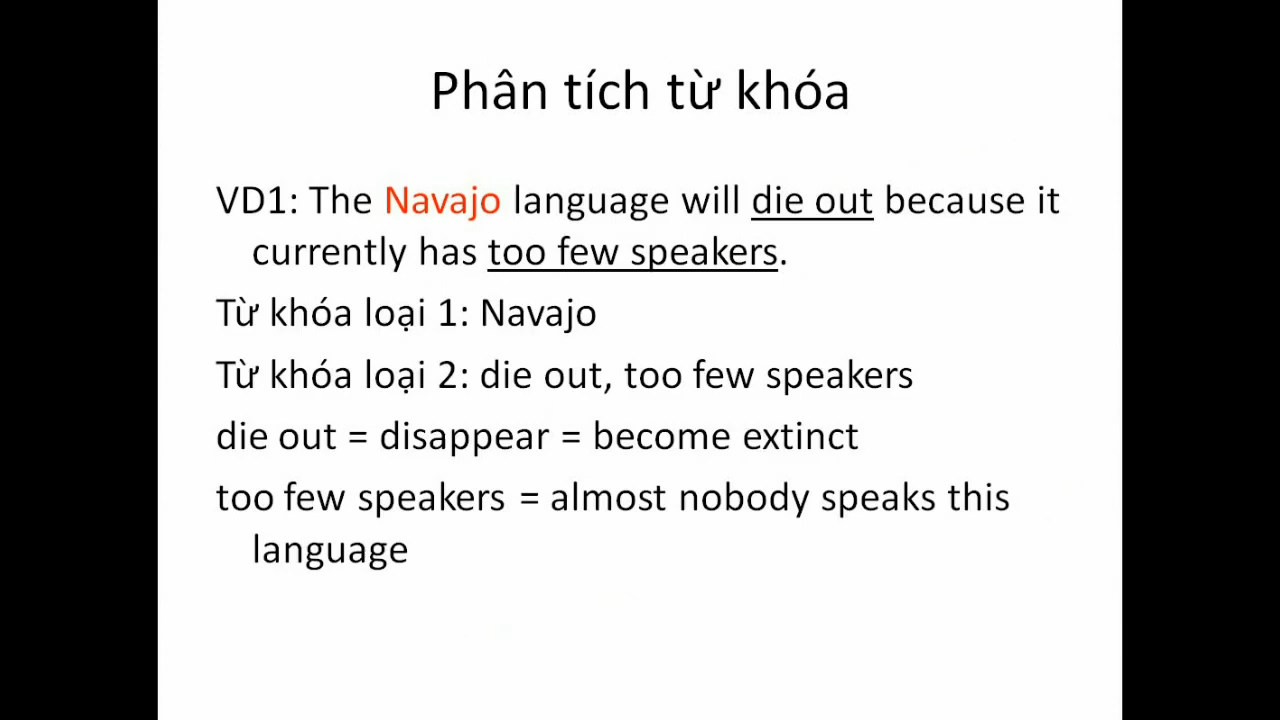 Phân tích từ khóa
VD1: The Navajo language will die out because it
currently has too few speakers.
Từ khóa loại 1: Navajo
Từ khóa loại 2: die out, too few speakers
die out = disappear = become extinct
too few speakers = almost nobody speaks this
language